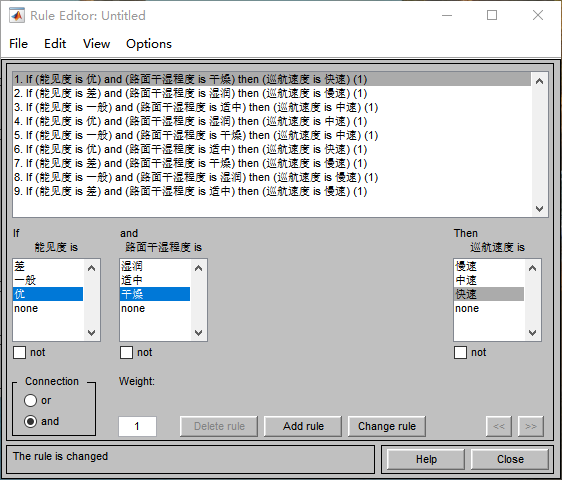 Rule Editor: Untitled
File Edit View Options
1. If (能见度 is 优) and (路面干湿程度 is 干燥) then (巡航速度 is 快速) (1)
2. If (能见度 is 差) and (路面干湿程度 is 湿润) then (巡航速度 is 慢速) (1)
3. If (能见度 is 一般) and (路面干湿程度 is 适中) then (巡航速度 is 中速) (1)
4. If (能见度 is 优) and (路面干湿程度 is 湿润) then (巡航速度 is 中速) (1)
5. If (能见度 is 一般) and (路面干湿程度 is 干燥) then (巡航速度 is 中速) (1)
6. If (能见度 is 优) and (路面干湿程度 is 适中) then (巡航速度 is 快速) (1)
7. If (能见度 is 差) and (路面干湿程度 is 干燥) then (巡航速度 is 慢速) (1)
8. If (能见度 is 一般) and (路面干湿程度 is 湿润) then (巡航速度 is 慢速) (1)
9. If (能见度 is 差) and (路面干湿程度 is 适中) then (巡航速度 is 慢速) (1)
If and Then
能见度 is 路面干湿程度 is 巡航速度 is
差 湿润 慢速
一般 适中 中速
优 干燥 快速
none none
not not not
Connection Weight:
or
and 1 Delete rule Add rule Change rule << >>
The rule is changed Help Close